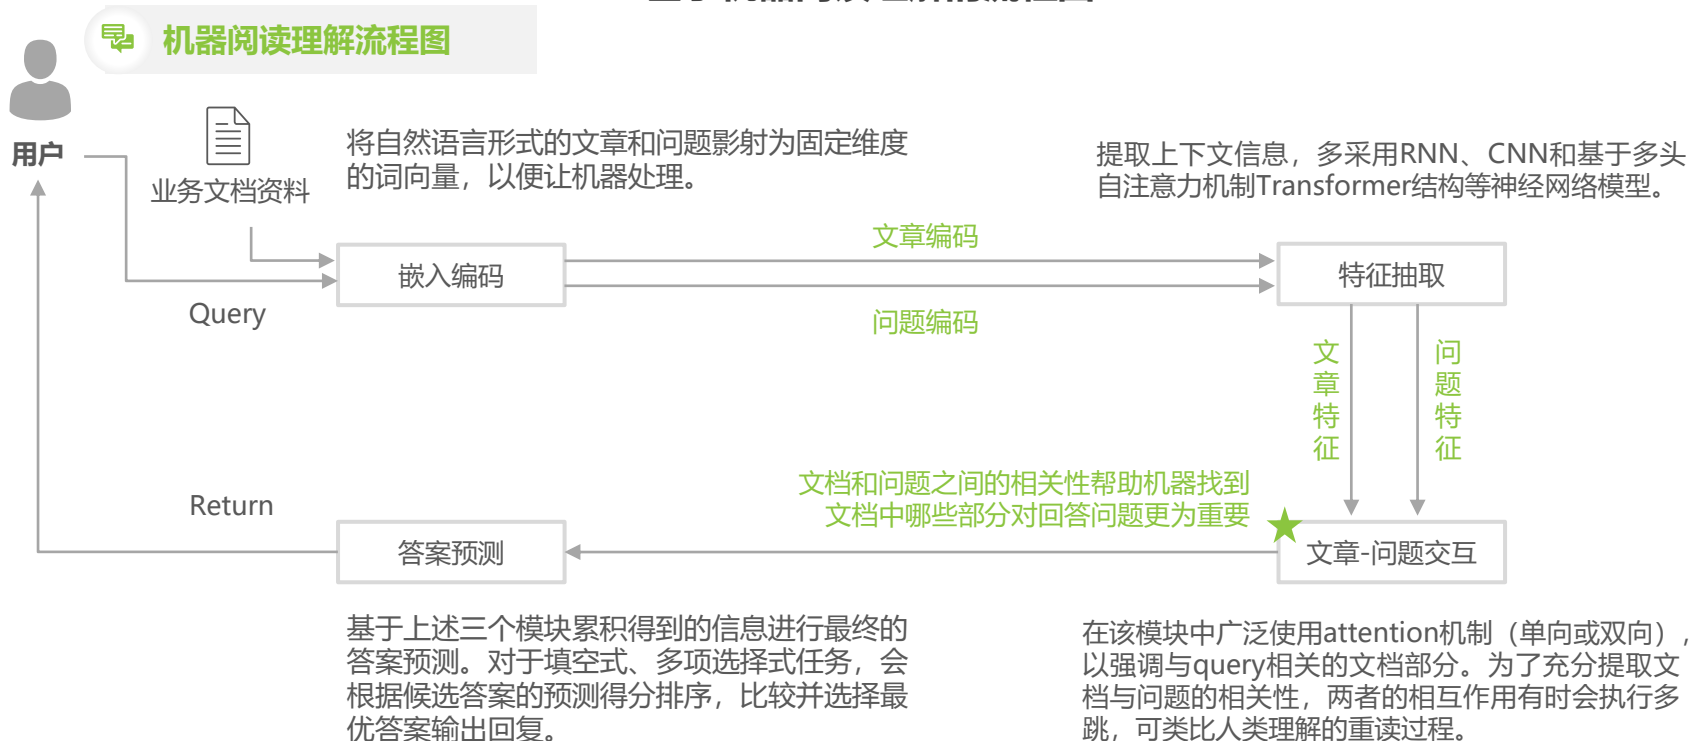 机器阅读理解流程图
用户
业务文档资料
将自然语言形式的文章和问题影射为固定维度
的词向量，以便让机器处理。
提取上下文信息，多采用RNN、CNN和基于多头
自注意力机制Transformer结构等神经网络模型。
文章编码
嵌入编码
特征抽取
Query
问题编码
文章特征
问题特征
文档和问题之间的相关性帮助机器找到
文档中哪些部分对回答问题更为重要
Return
答案预测
文章-问题交互
基于上述三个模块累积得到的信息进行最终的
答案预测。对于填空式、多项选择式任务，会
根据候选答案的预测得分排序，比较并选择最
优答案输出回复。
在该模块中广泛使用attention机制（单向或双向），
以强调与query相关的文档部分。为了充分提取文
档与问题的相关性，两者的相互作用有时会执行多
跳，可类比人类理解的重读过程。